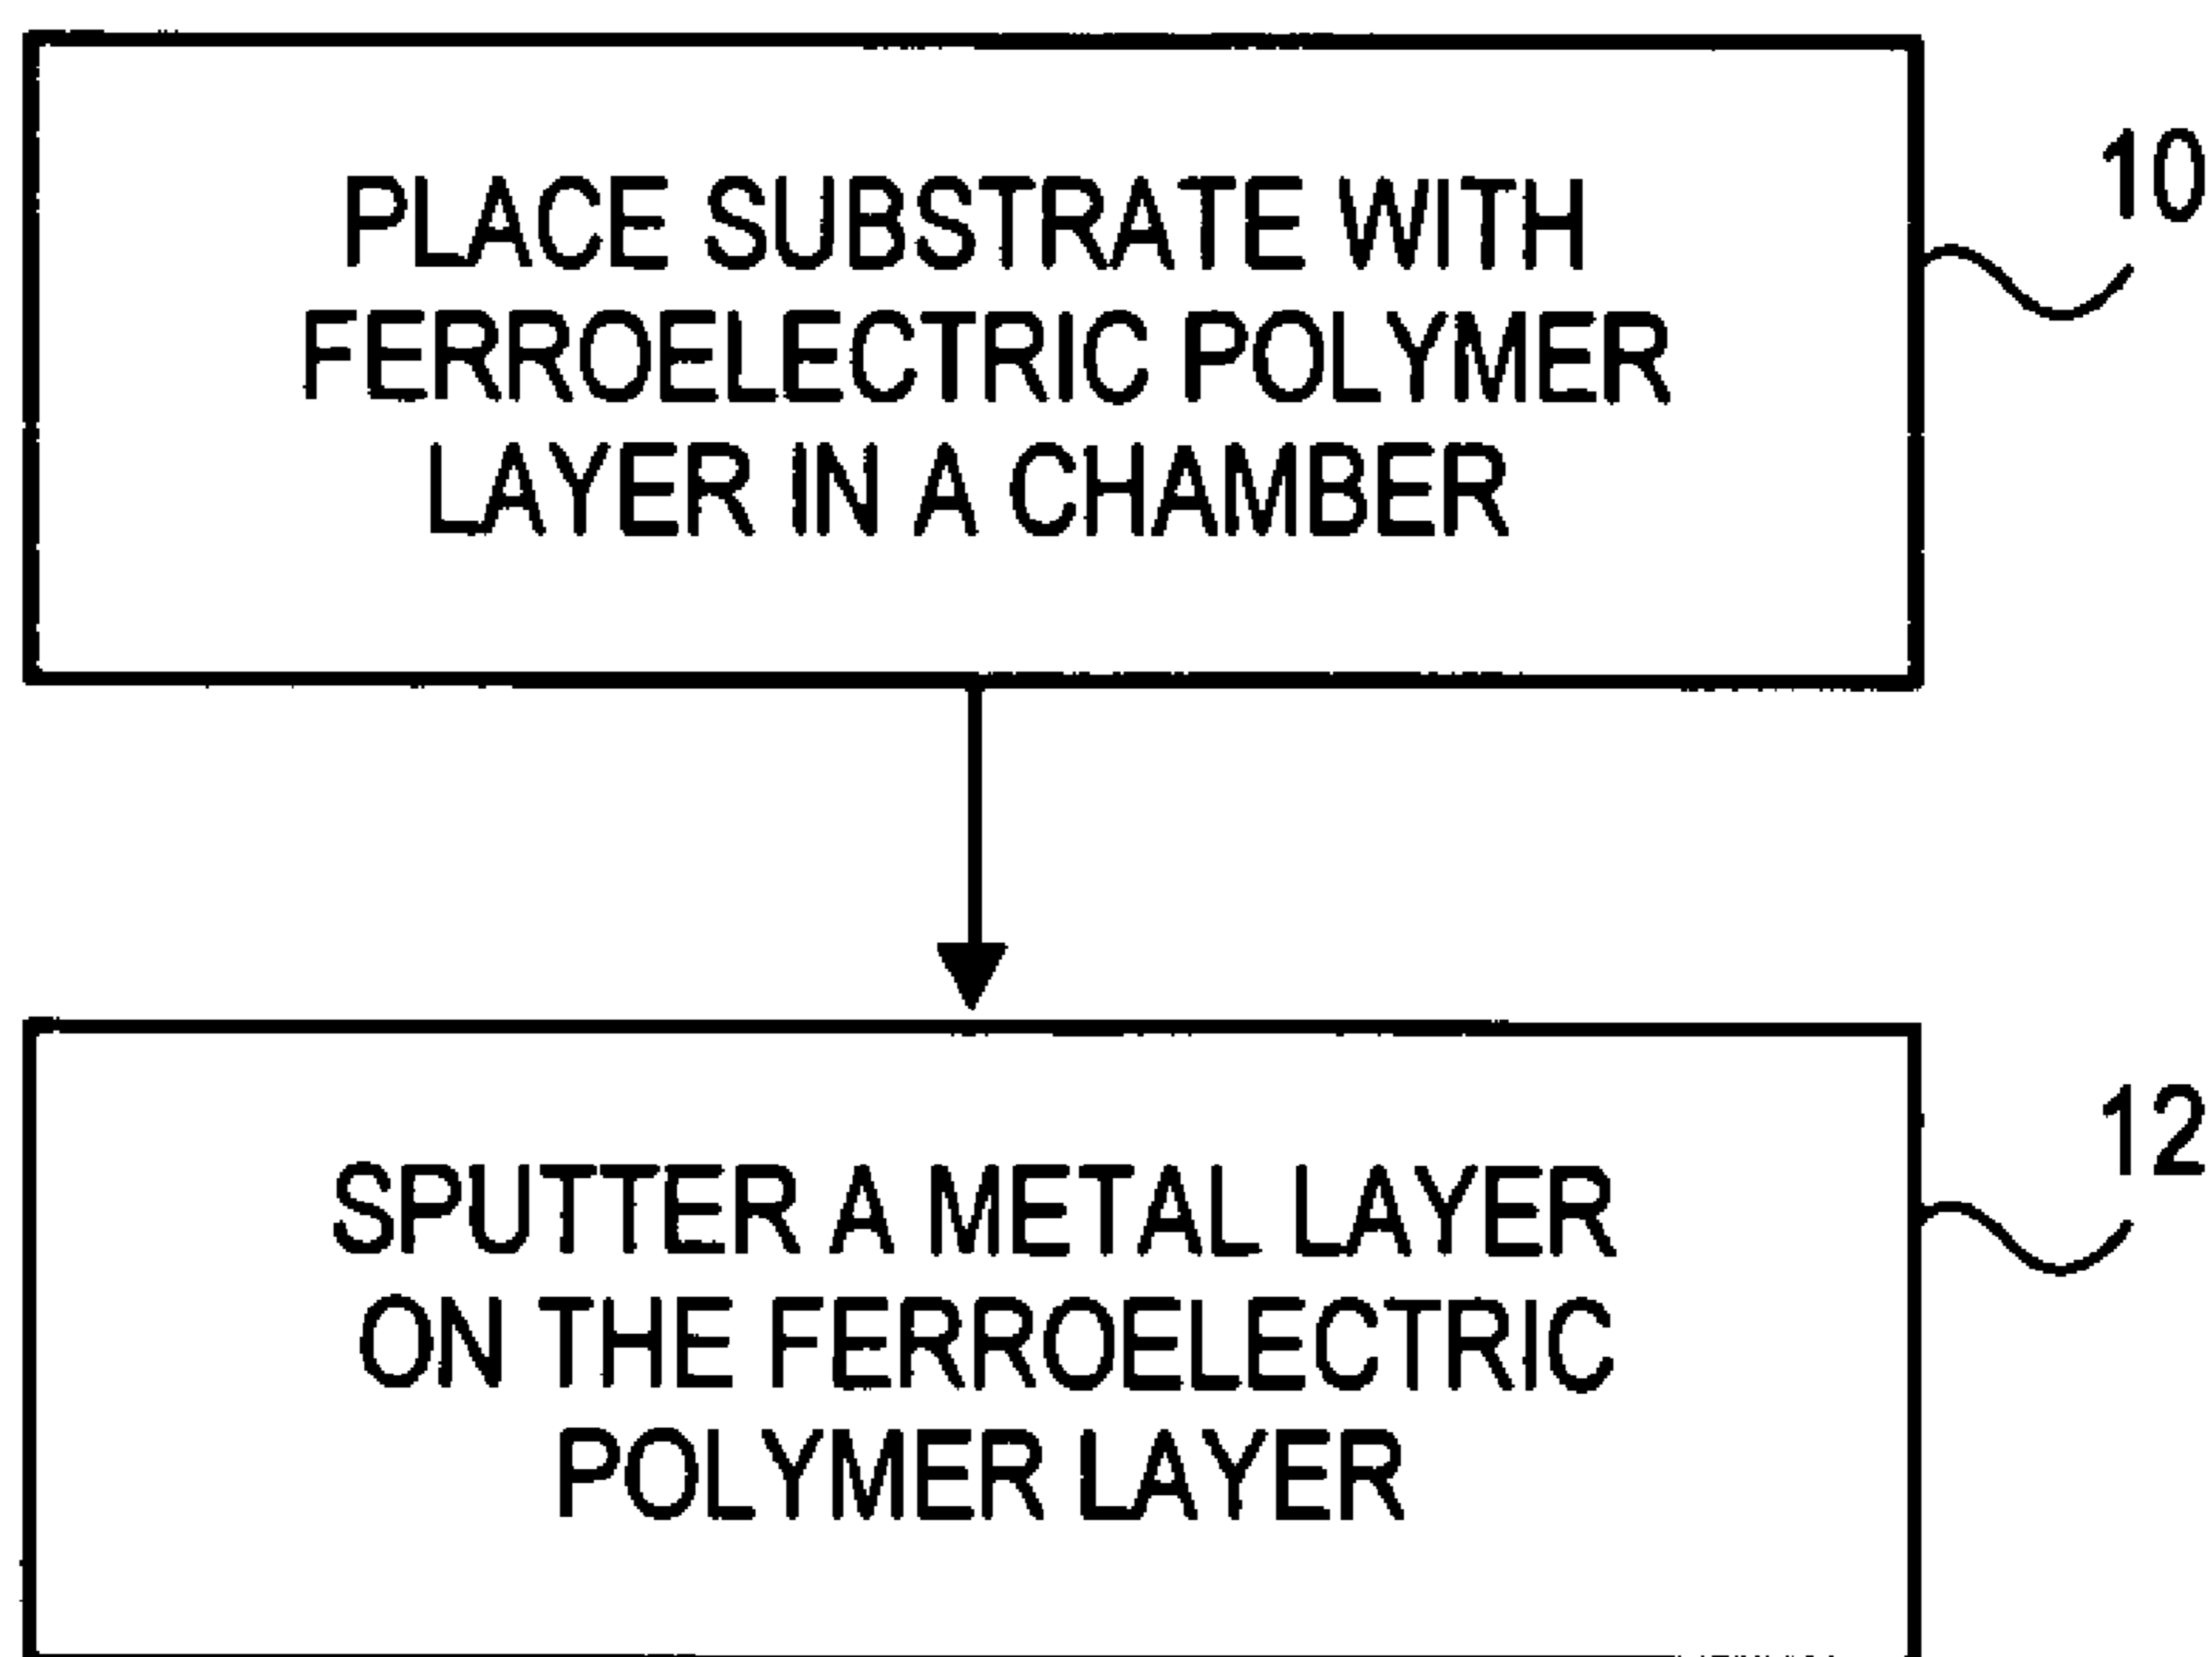 PLACE SUBSTRATE WITH
FERROELECTRIC POLYMER
LAYER IN A CHAMBER
10
SPUTTER A METAL LAYER
ON THE FERROELECTRIC
POLYMER LAYER
12